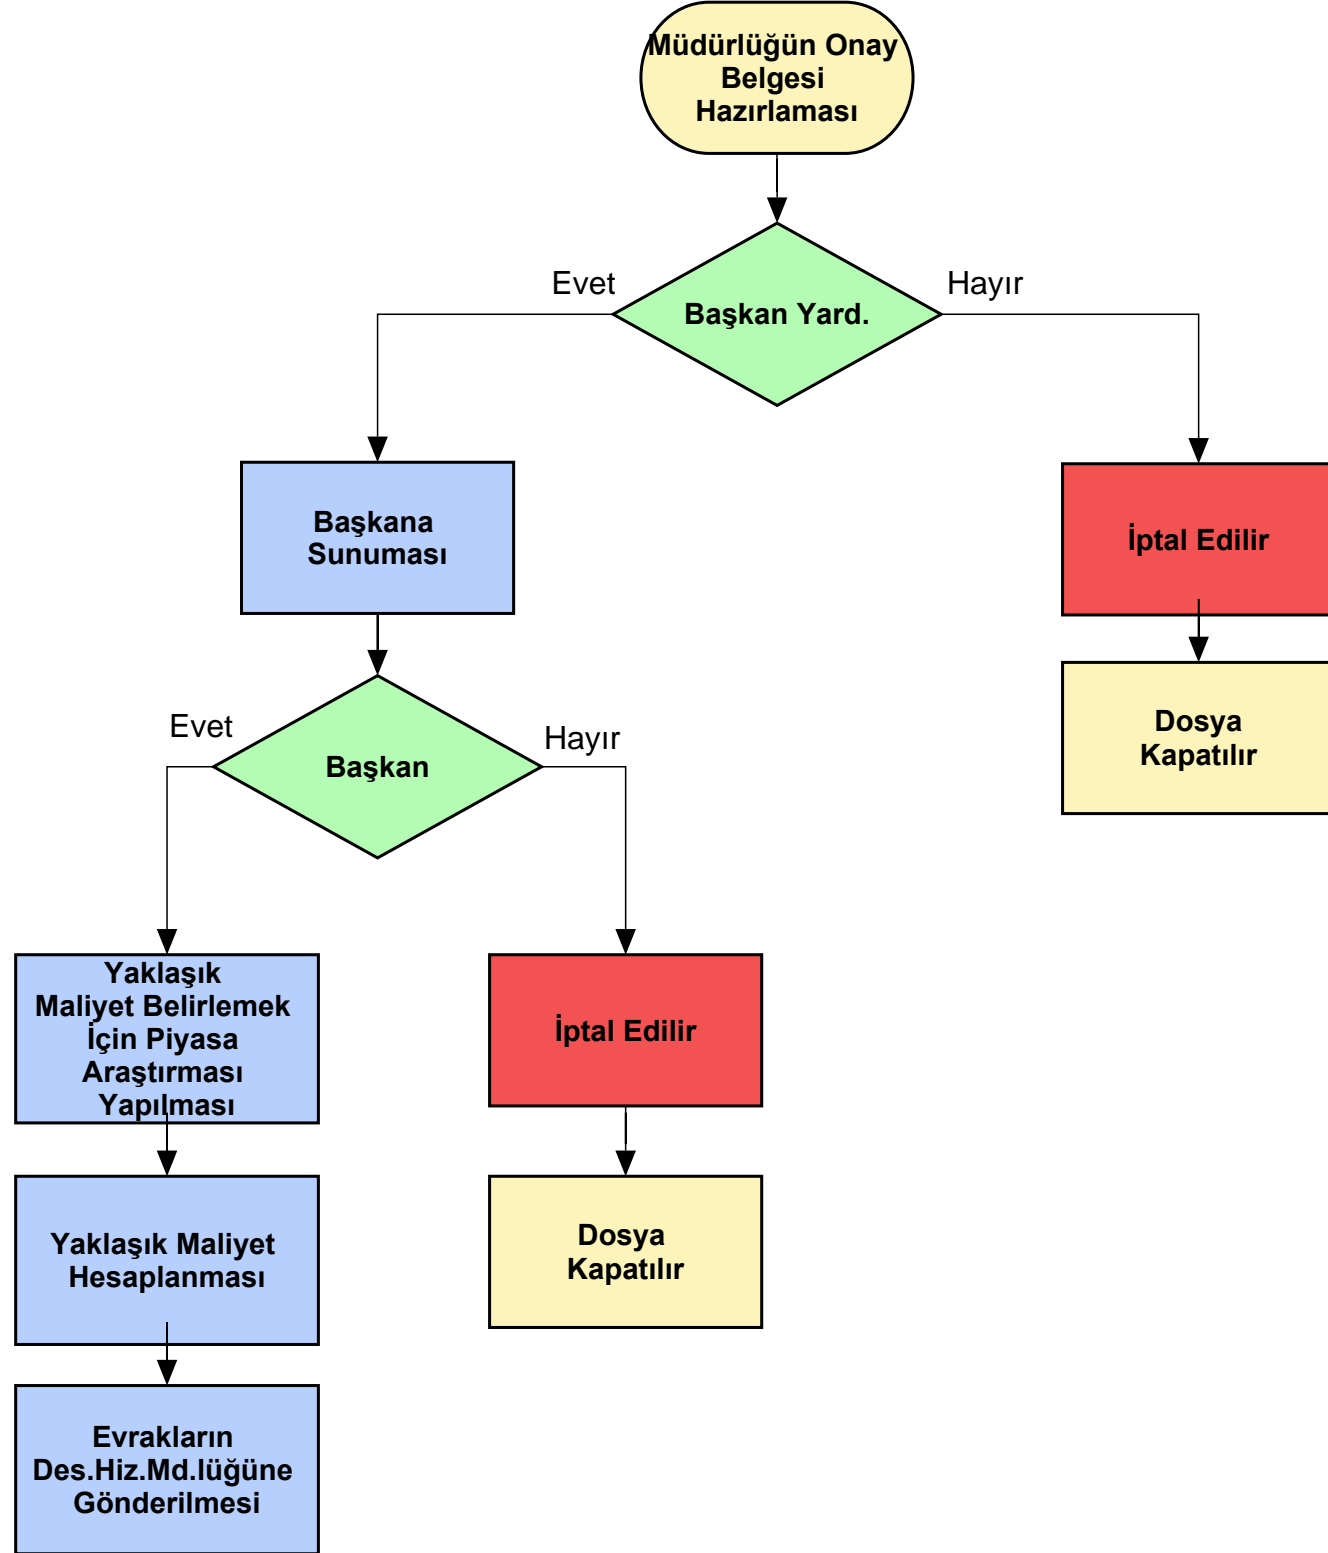 Müdürlüğün Onay
Belgesi
Hazırlaması
Evet
Hayır
Başkan Yard.
Başkana
Sunuması
İptal Edilir
Dosya
Kapatılır
Evet
Hayır
Başkan
Yaklaşık
Maliyet Belirlemek
İçin Piyasa
Araştırması
Yapılması
İptal Edilir
Yaklaşık Maliyet
Hesaplanması
Dosya
Kapatılır
Evrakların
Des.Hiz.Md.lüğüne
Gönderilmesi